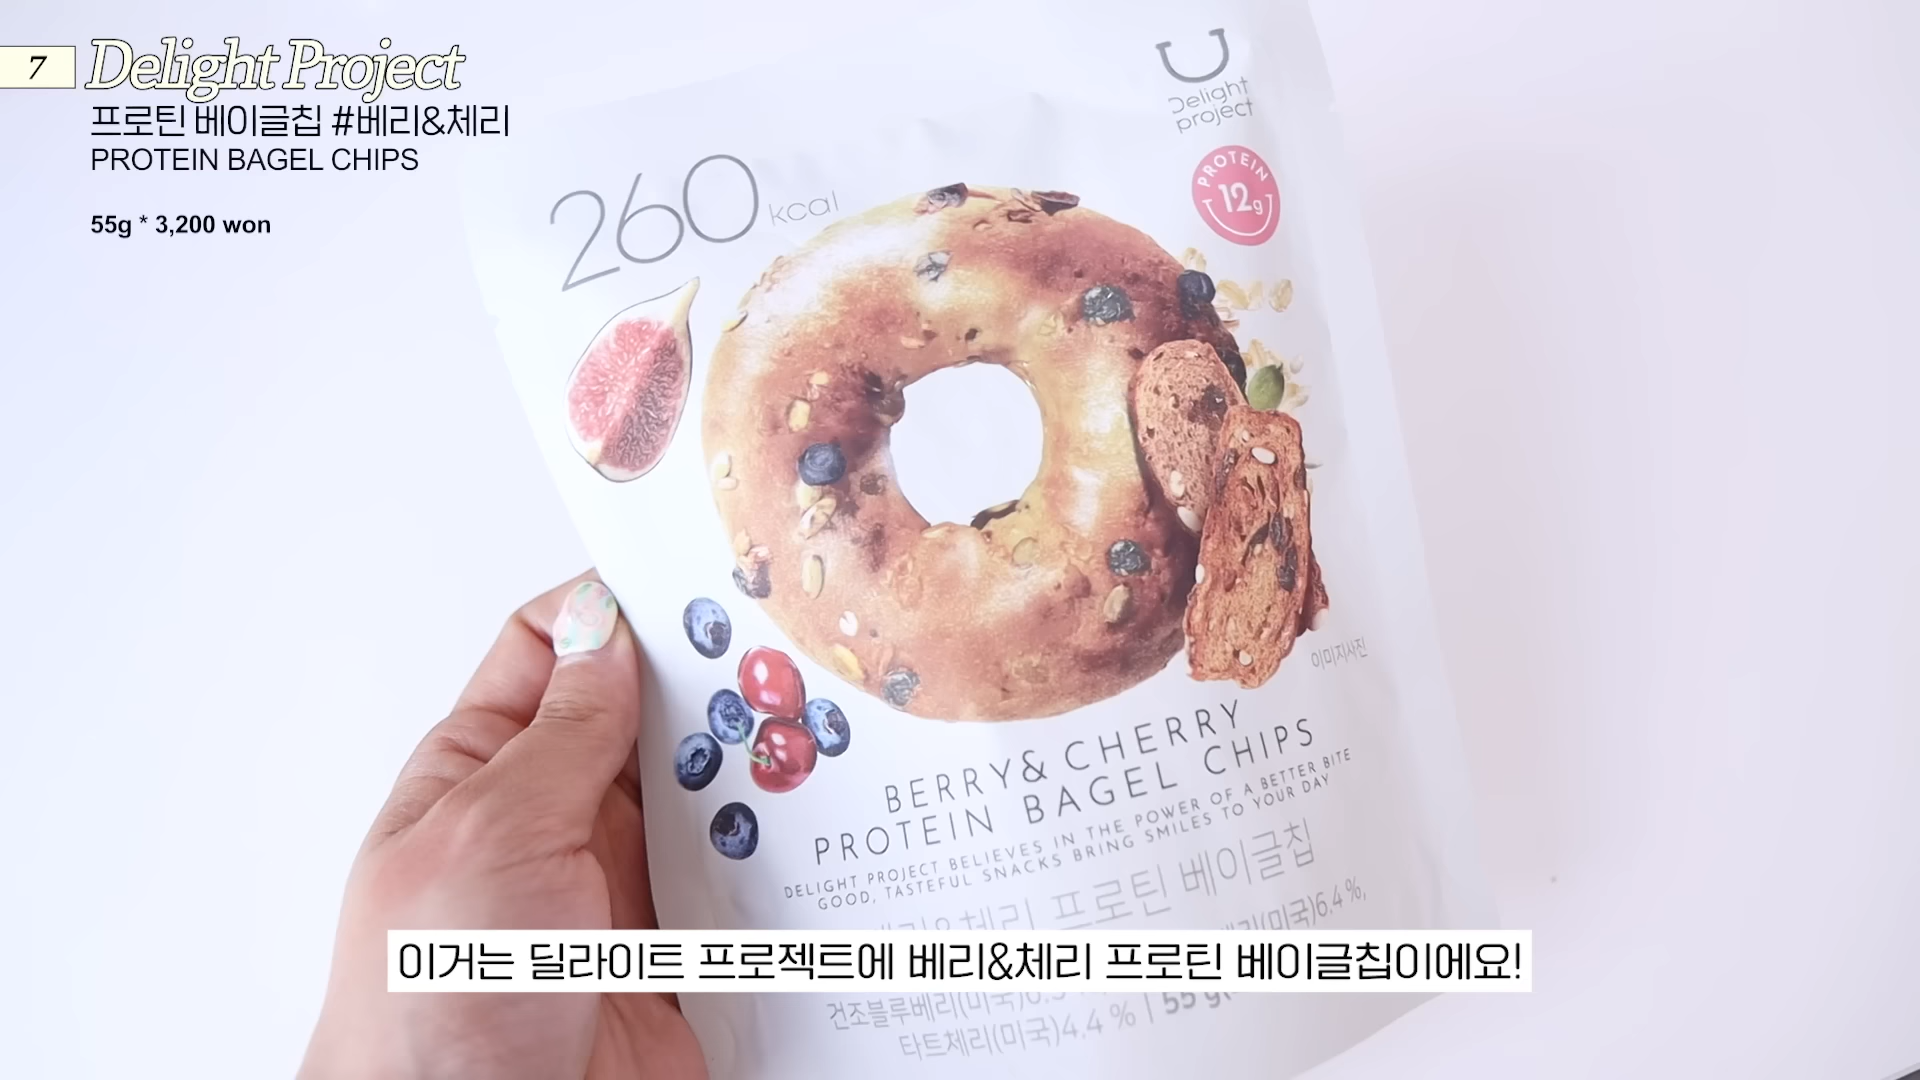 7
Delight Project
프로틴 베이글칩 #베리&체리
PROTEIN BAGEL CHIPS
55g * 3,200 won
Delight
project
PROTEIN
12g
260 kcal
이미지사진
BERRY & CHERRY
PROTEIN BAGEL CHIPS
DELIGHT PROJECT BELIEVES IN THE POWER OF A BETTER BITE
GOOD, TASTEFUL SNACKS BRING SMILES TO YOUR DAY
베리&체리 프로틴 베이글칩
(미국)6.4%,
이거는 딜라이트 프로젝트에 베리&체리 프로틴 베이글칩이에요!
건조블루베리(미국)
타트체리(미국)4.4 % | 55 g